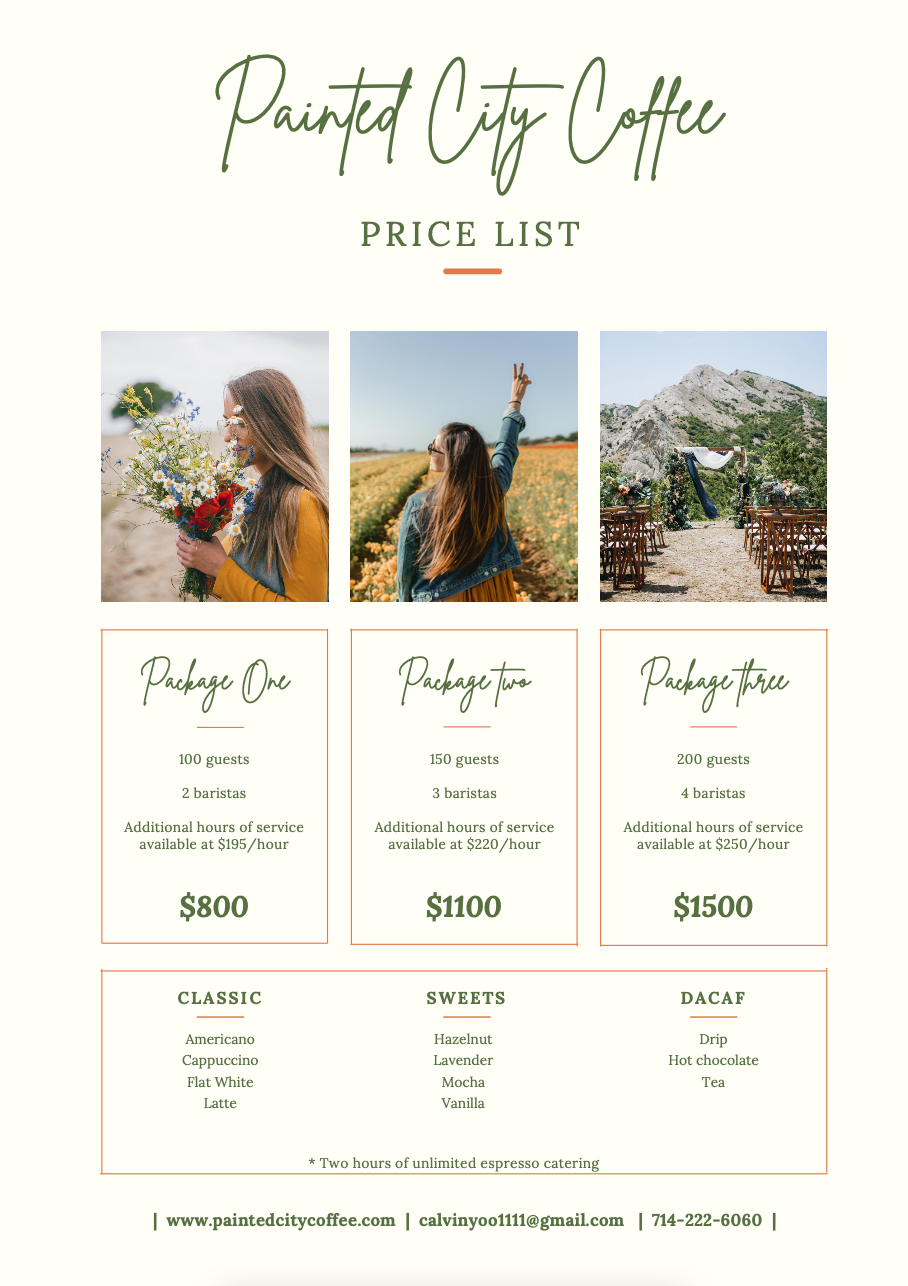 Painted City Coffee
PRICE LIST
Package One
100 guests
2 baristas
Additional hours of service
available at $195/hour
$800
Package two
150 guests
3 baristas
Additional hours of service
available at $220/hour
$1100
Package three
200 guests
4 baristas
Additional hours of service
available at $250/hour
$1500
CLASSIC
Americano
Cappuccino
Flat White
Latte
SWEETS
Hazelnut
Lavender
Mocha
Vanilla
DACAF
Drip
Hot chocolate
Tea
* Two hours of unlimited espresso catering
| www.paintedcitycoffee.com | calvinyoo1111@gmail.com | 714-222-6060 |